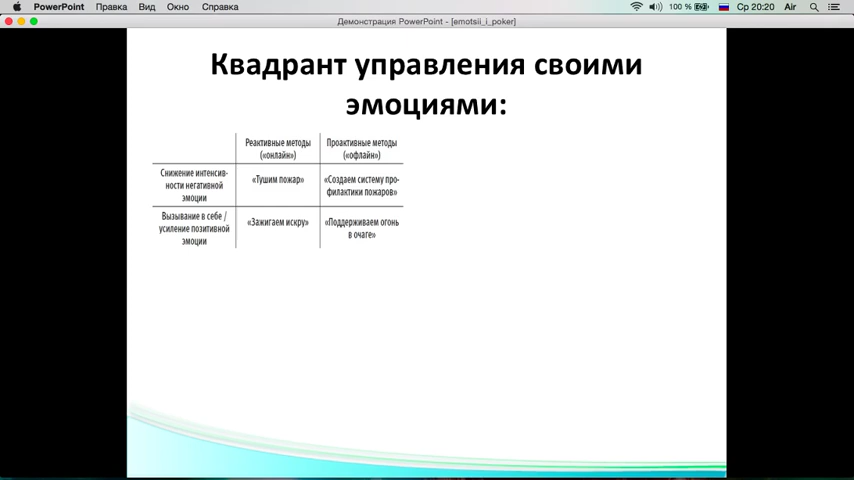 PowerPoint Правка Вид Окно Справка 100 % Ср 20:20 Air
Демонстрация PowerPoint - [emotsii_i_poker]
Квадрант управления своими
эмоциями:
Реактивные методы
(«онлайн»)
Проактивные методы
(«офлайн»)
Снижение интенсив-
ности негативной
эмоции
«Тушим пожар»
«Создаем систему про-
филактики пожаров»
Вызывание в себе /
усиление позитивной
эмоции
«Зажигаем искру»
«Поддерживаем огонь
в очаге»